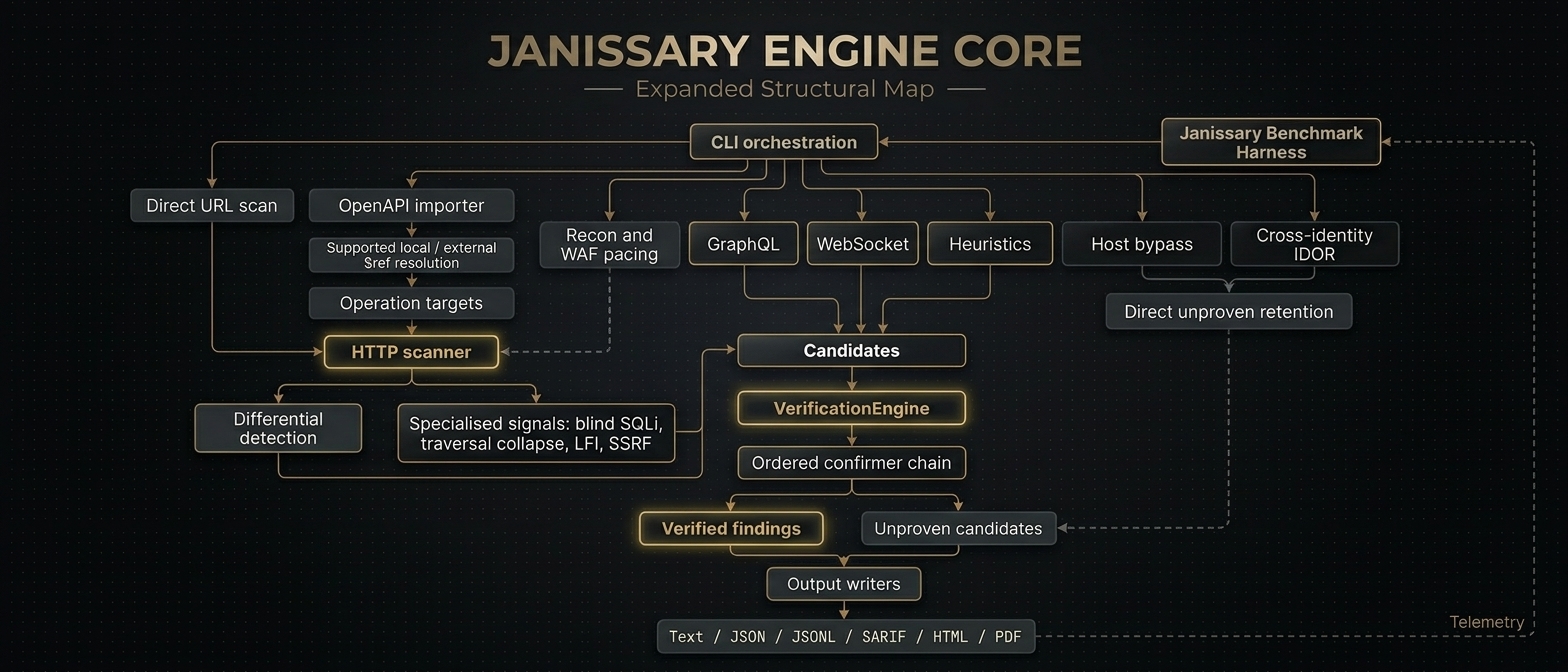 JANISSARY ENGINE CORE
Expanded Structural Map
CLI orchestration
Janissary Benchmark
Harness
Direct URL scan
OpenAPI importer
Supported local / external
$ref resolution
Operation targets
Recon and
WAF pacing
GraphQL
WebSocket
Heuristics
Host bypass
Cross-identity
IDOR
Direct unproven retention
HTTP scanner
Candidates
Differential
detection
Specialised signals: blind SQLi,
traversal collapse, LFI, SSRF
VerificationEngine
Ordered confirmer chain
Verified findings
Unproven candidates
Output writers
Text / JSON / JSONL / SARIF / HTML / PDF
Telemetry